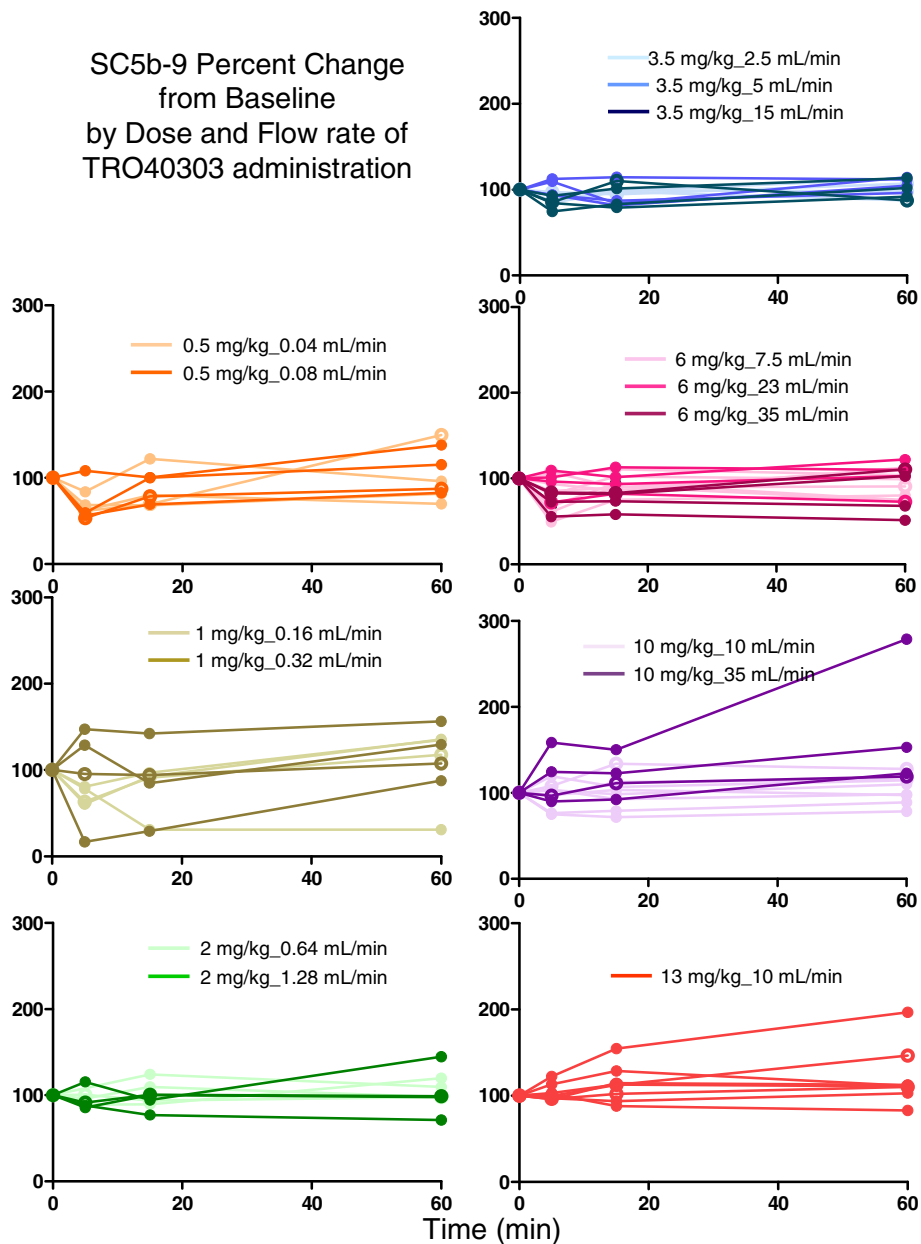 SC5b-9 Percent Change
from Baseline
by Dose and Flow rate of
TRO40303 administration
300
200
100
0
3.5 mg/kg_2.5 mL/min
3.5 mg/kg_5 mL/min
3.5 mg/kg_15 mL/min
0 20 40 60
300
200
100
0
0.5 mg/kg_0.04 mL/min
0.5 mg/kg_0.08 mL/min
0 20 40 60
300
200
100
0
6 mg/kg_7.5 mL/min
6 mg/kg_23 mL/min
6 mg/kg_35 mL/min
0 20 40 60
300
200
100
0
1 mg/kg_0.16 mL/min
1 mg/kg_0.32 mL/min
0 20 40 60
300
200
100
0
10 mg/kg_10 mL/min
10 mg/kg_35 mL/min
0 20 40 60
300
200
100
0
2 mg/kg_0.64 mL/min
2 mg/kg_1.28 mL/min
0 20 40 60
300
200
100
0
13 mg/kg_10 mL/min
0 20 40 60
Time (min)